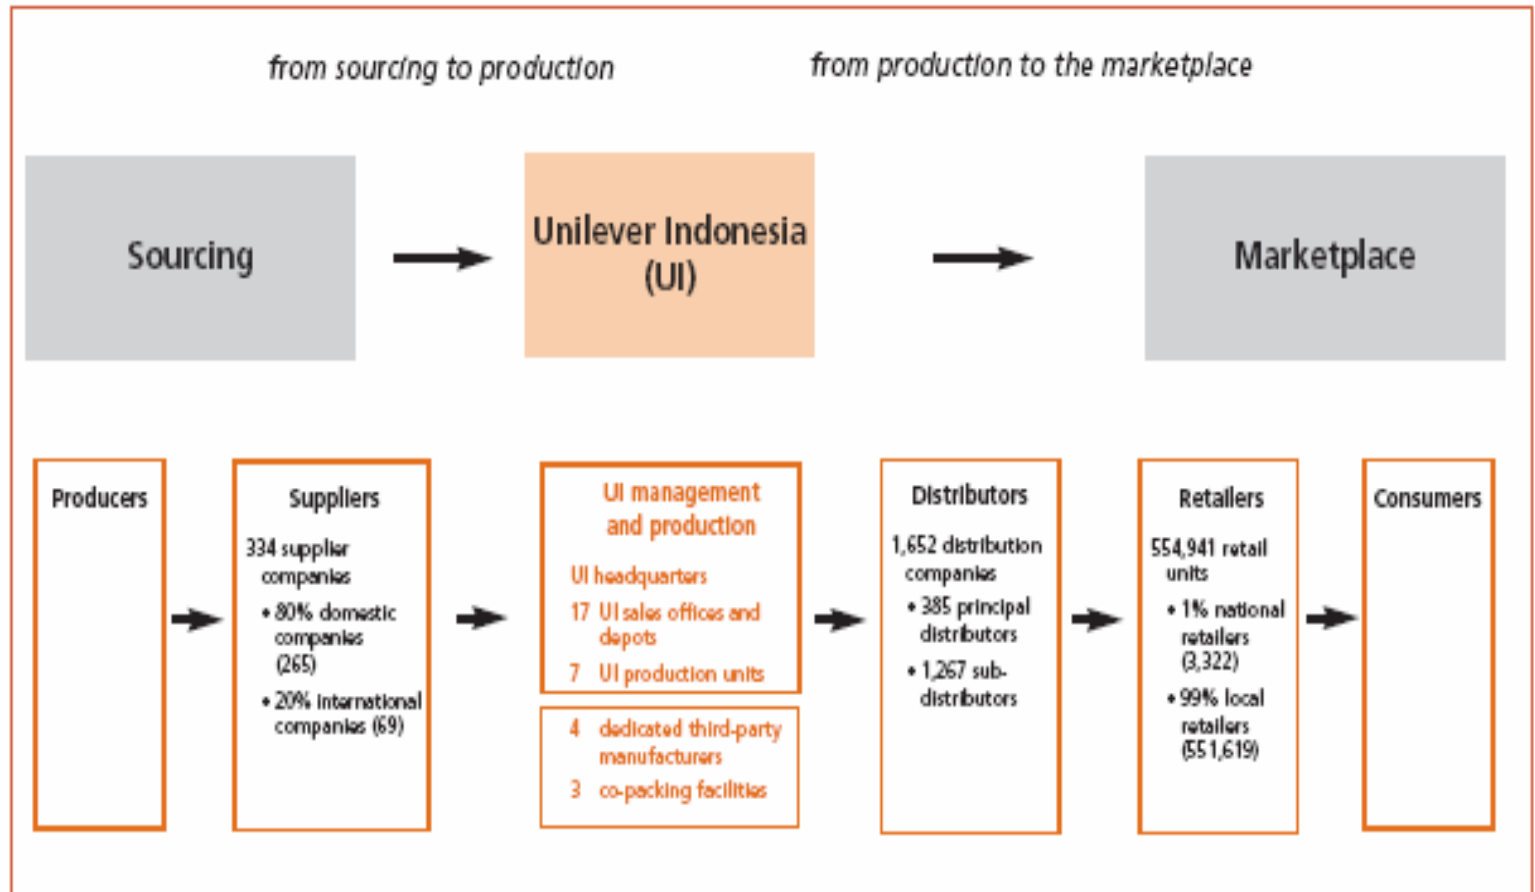 from sourcing to production
from production to the marketplace
Sourcing
Unilever Indonesia
(UI)
Marketplace
Producers
Suppliers
334 supplier
companies
• 80% domestic
companies
(265)
• 20% international
companies (69)
UI management
and production
UI headquarters
17 UI sales offices and
depots
7 UI production units
4 dedicated third-party
manufacturers
3 co-packing facilities
Distributors
1,652 distribution
companies
• 385 principal
distributors
• 1,267 sub-
distributors
Retailers
554,941 retail
units
• 1% national
retailers
(3,322)
• 99% local
retailers
(551,619)
Consumers